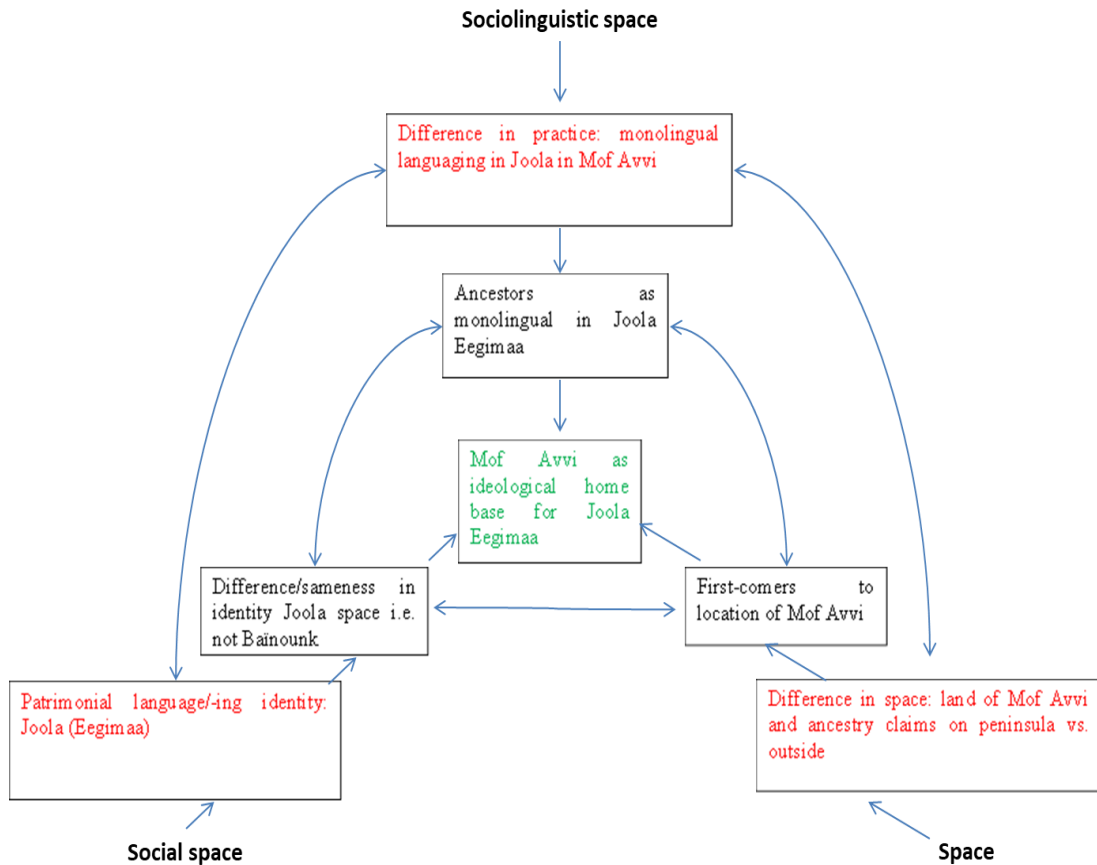 Sociolinguistic space
Difference in practice: monolingual
languaging in Joola in Mof Avvi
Ancestors as
monolingual in Joola
Eegimaa
Mof Avvi as
ideological home
base for Joola
Eegimaa
Difference/sameness in
identity Joola space i.e.
not Baïnounk
First-comers to
location of Mof Avvi
Patrimonial language/-ing identity:
Joola (Eegimaa)
Difference in space: land of Mof Avvi
and ancestry claims on peninsula vs.
outside
Social space
Space